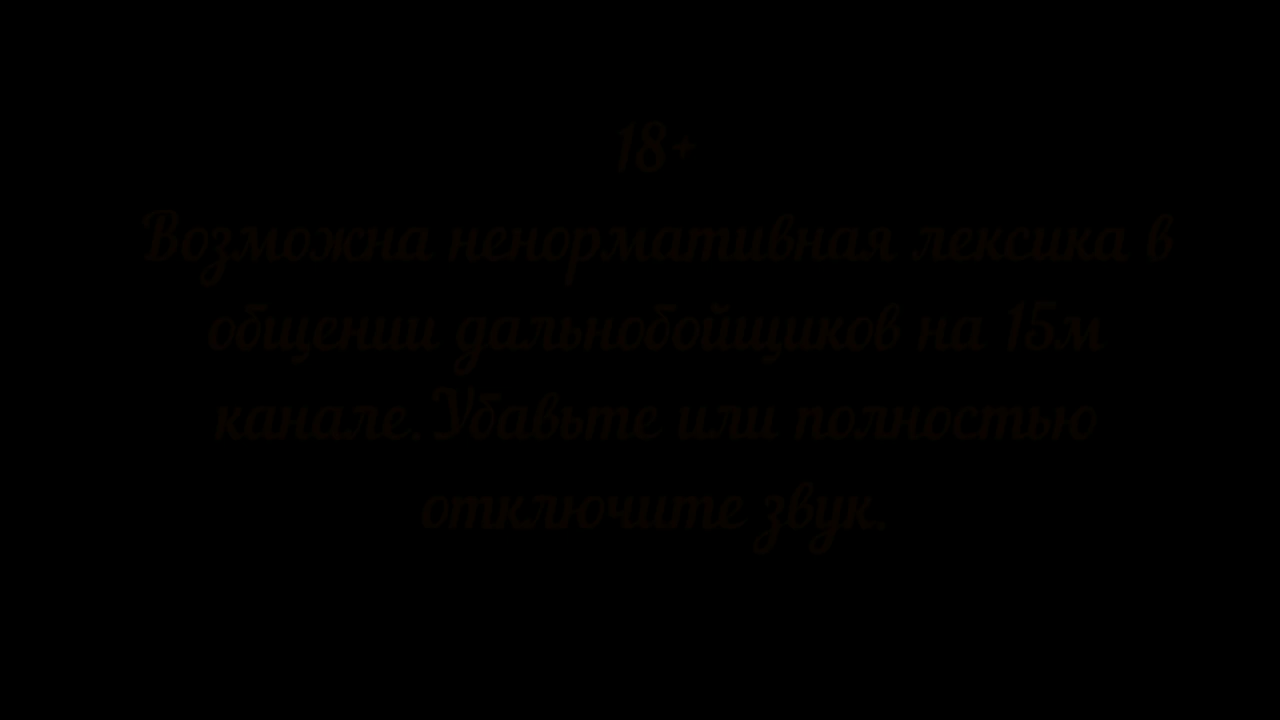 18+
Возможна ненормативная лексика в
общении дальнобойщиков на 15м
канале. Убавьте или полностью
отключите звук.